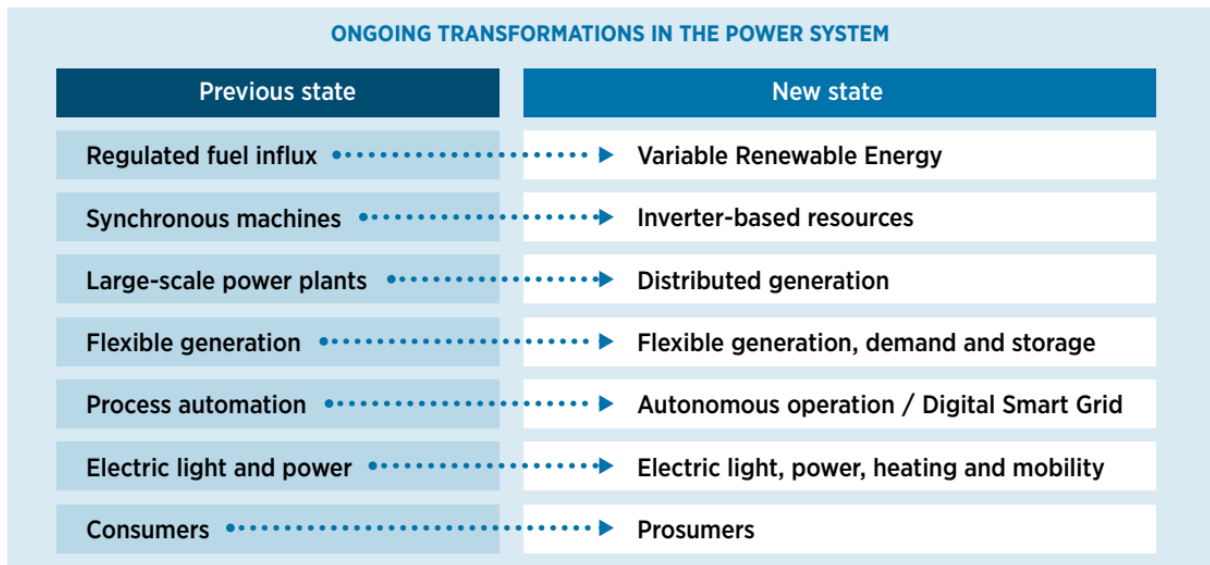 ONGOING TRANSFORMATIONS IN THE POWER SYSTEM
Previous state
New state
Regulated fuel influx
Variable Renewable Energy
Synchronous machines
Inverter-based resources
Large-scale power plants
Distributed generation
Flexible generation
Flexible generation, demand and storage
Process automation
Autonomous operation / Digital Smart Grid
Electric light and power
Electric light, power, heating and mobility
Consumers
Prosumers